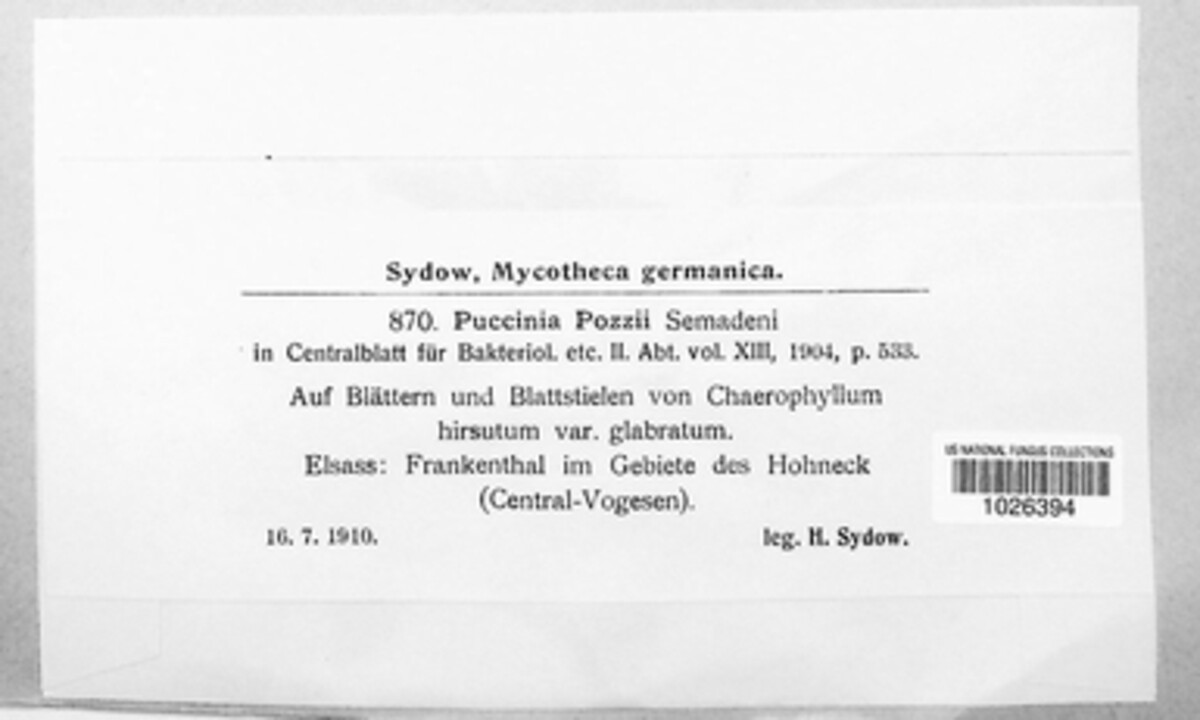 Sydow, Mycotheca germanica.
870. Puccinia Pozzii Semadeni
in Centralblatt für Bakteriol. etc. II. Abt. vol. XIII, 1904, p. 533.
Auf Blättern und Blattstielen von Chaerophyllum
hirsutum var. glabratum.
Elsass: Frankenthal im Gebiete des Hohneck
(Central-Vogesen).
16. 7. 1910. leg. H. Sydow.
US NATIONAL FUNGUS COLLECTIONS
1026394